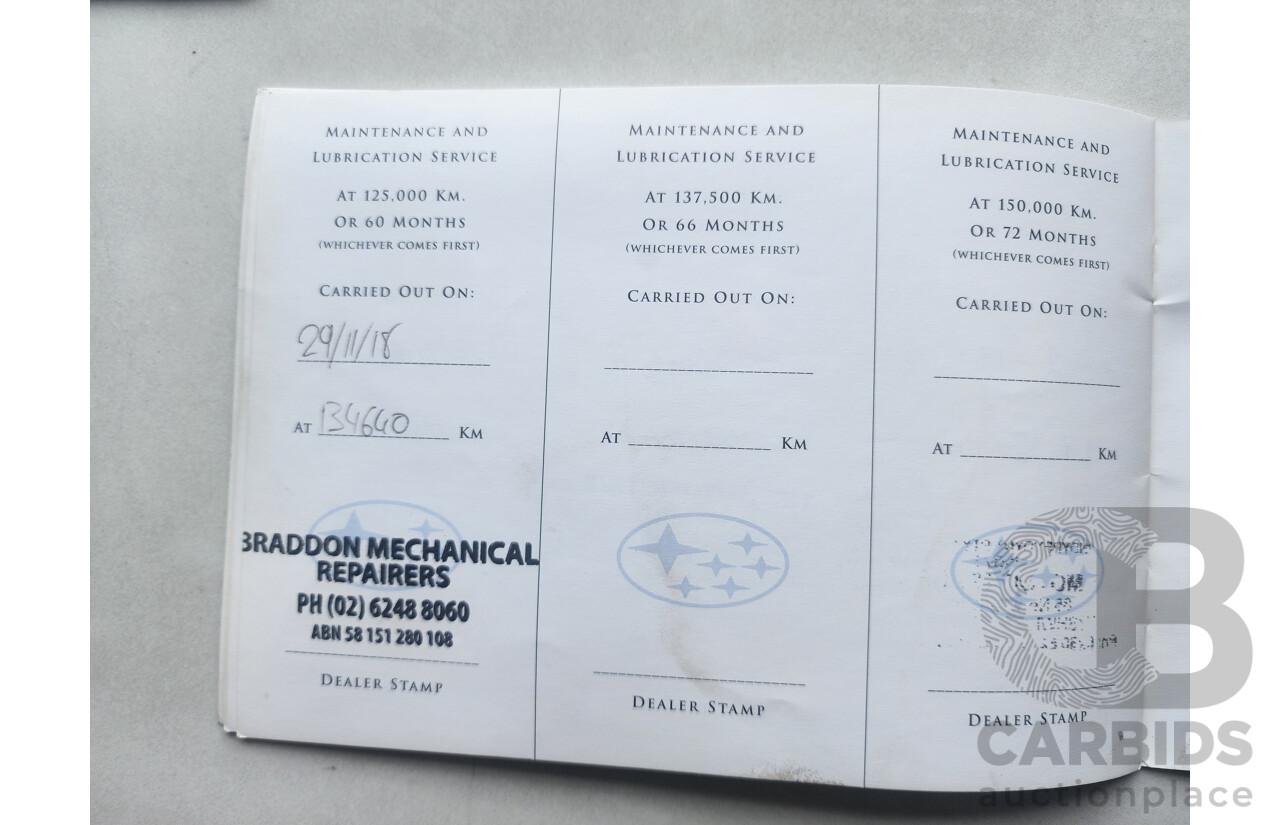 MAINTENANCE AND
LUBRICATION SERVICE
AT 125,000 KM.
OR 60 MONTHS
(WHICHEVER COMES FIRST)
CARRIED OUT ON:
29/11/18
AT 134640 KM
BRADDON MECHANICAL
REPAIRERS
PH (02) 6248 8060
ABN 58 151 280 108
DEALER STAMP
MAINTENANCE AND
LUBRICATION SERVICE
AT 137,500 KM.
OR 66 MONTHS
(WHICHEVER COMES FIRST)
CARRIED OUT ON:
AT KM
DEALER STAMP
MAINTENANCE AND
LUBRICATION SERVICE
AT 150,000 KM.
OR 72 MONTHS
(WHICHEVER COMES FIRST)
CARRIED OUT ON:
AT KM
DEALER STAMP
CARBIDS
auctionplace